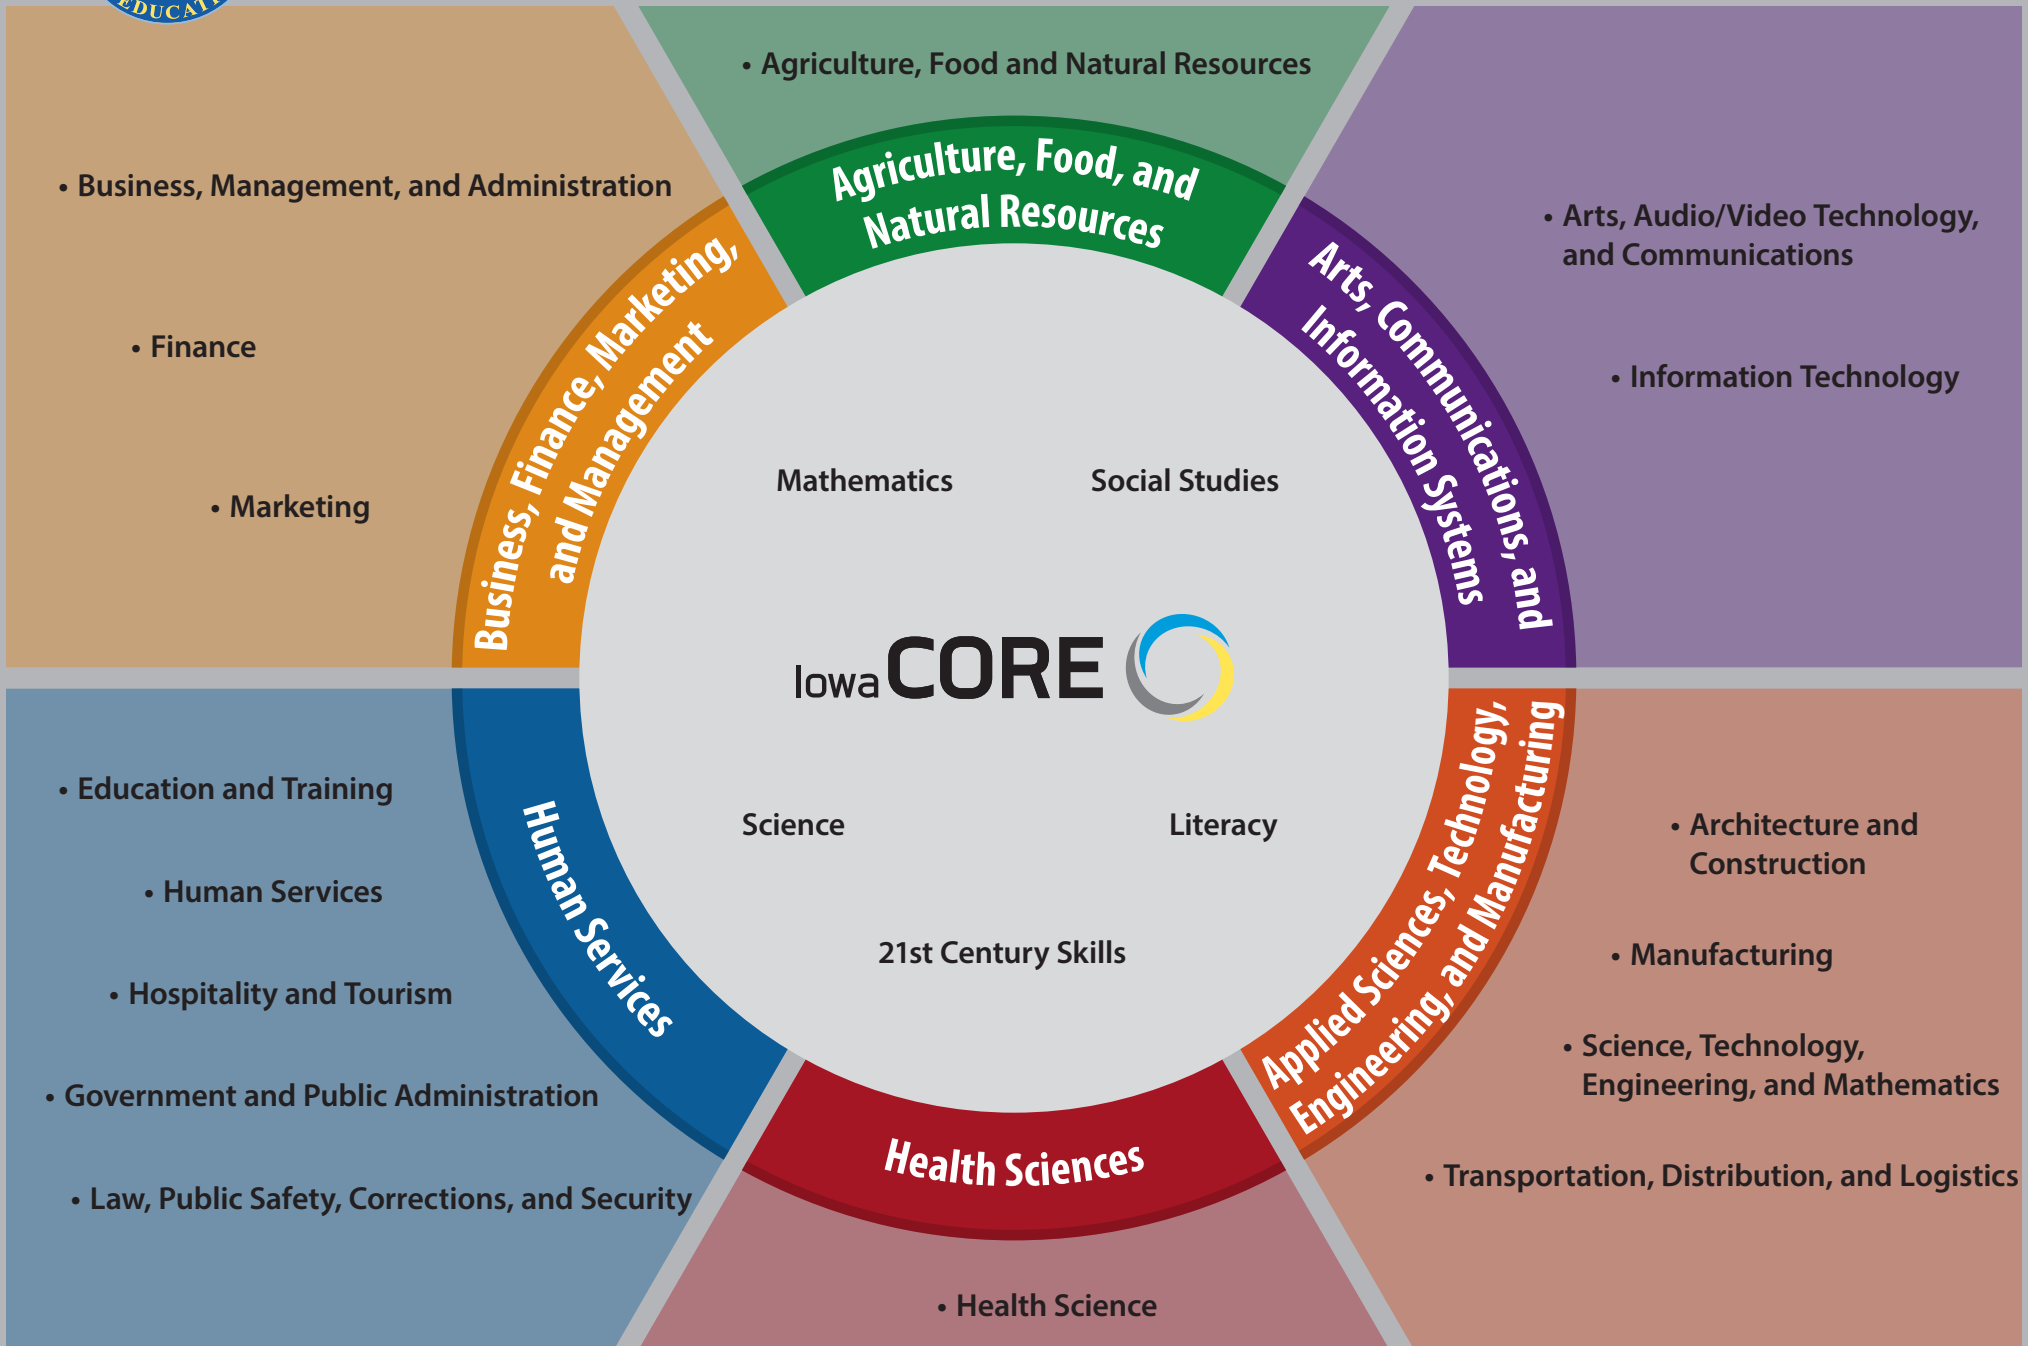 EDUCATI
• Agriculture, Food and Natural Resources
Agriculture, Food, and
Natural Resources
• Business, Management, and Administration
• Finance
• Marketing
Business, Finance, Marketing,
and Management
• Arts, Audio/Video Technology,
and Communications
• Information Technology
Arts, Communications, and
Information Systems
Mathematics
Social Studies
Iowa CORE
Science
Literacy
21st Century Skills
• Education and Training
• Human Services
• Hospitality and Tourism
• Government and Public Administration
• Law, Public Safety, Corrections, and Security
Human Services
Applied Sciences, Technology,
Engineering, and Manufacturing
• Architecture and
Construction
• Manufacturing
• Science, Technology,
Engineering, and Mathematics
• Transportation, Distribution, and Logistics
Health Sciences
• Health Science